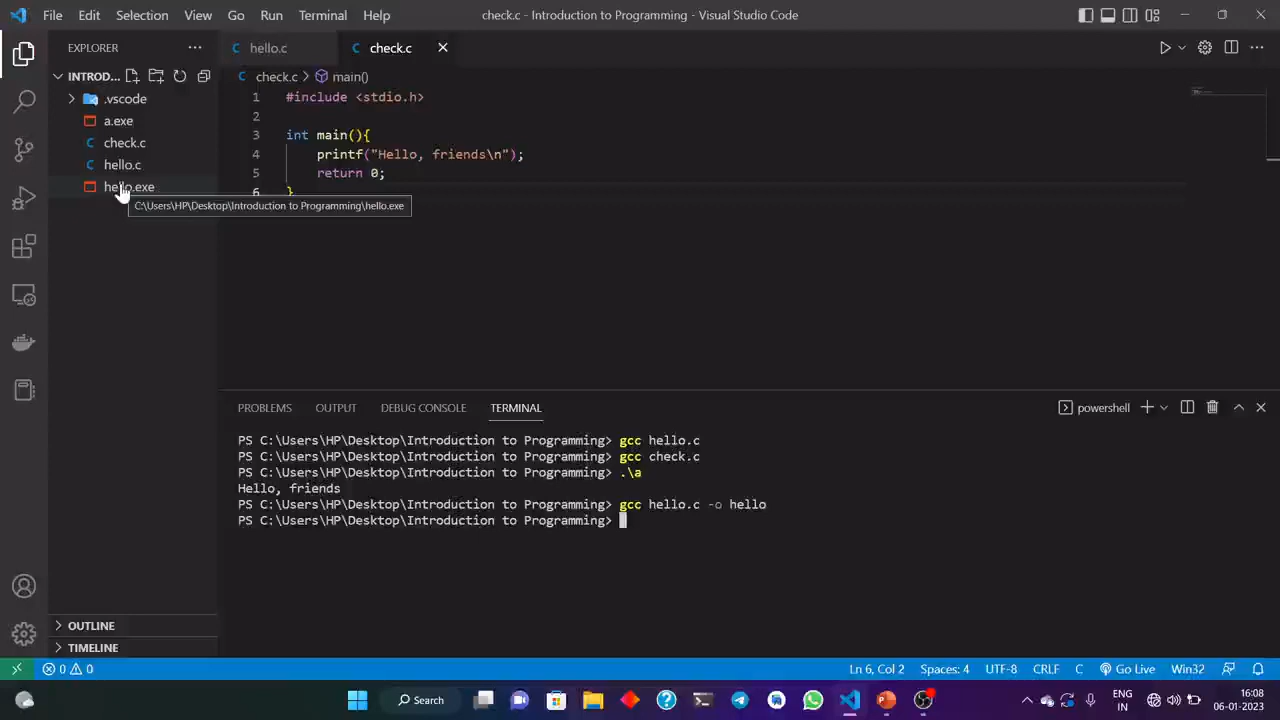 File Edit Selection View Go Run Terminal Help
check.c - Introduction to Programming - Visual Studio Code
EXPLORER
hello.c
check.c
INTROD...
check.c > main()
.vscode
a.exe
check.c
hello.c
hello.exe
C:\Users\HP\Desktop\Introduction to Programming\hello.exe
1 #include <stdio.h>
2
3 int main(){
4 printf("Hello, friends\n");
5 return 0;
6 }
PROBLEMS OUTPUT DEBUG CONSOLE TERMINAL
powershell
PS C:\Users\HP\Desktop\Introduction to Programming> gcc hello.c
PS C:\Users\HP\Desktop\Introduction to Programming> gcc check.c
PS C:\Users\HP\Desktop\Introduction to Programming> .\a
Hello, friends
PS C:\Users\HP\Desktop\Introduction to Programming> gcc hello.c -o hello
PS C:\Users\HP\Desktop\Introduction to Programming>
OUTLINE
TIMELINE
0 0
Ln 6, Col 2 Spaces: 4 UTF-8 CRLF C Go Live Win32
Search
ENG
IN
16:08
06-01-2023